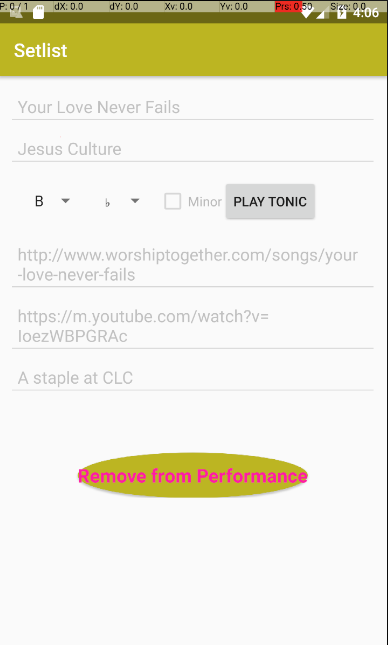 P: 0 / 1 dX: 0.0 dY: 0.0 Xv: 0.0 Yv: 0.0 Prs: 0.50 Size: 0.0
4:06
Setlist
Your Love Never Fails
Jesus Culture
B ♭ Minor PLAY TONIC
http://www.worshiptogether.com/songs/your
-love-never-fails
https://m.youtube.com/watch?v=
IoezWBPGRAc
A staple at CLC
Remove from Performance